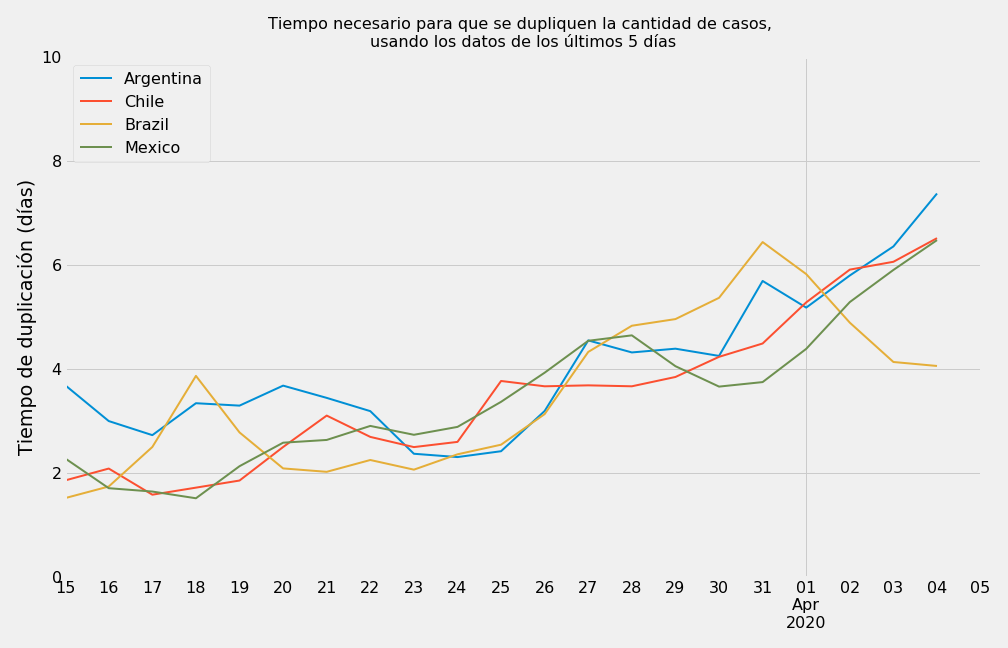 Tiempo necesario para que se dupliquen la cantidad de casos,
usando los datos de los últimos 5 días
Argentina
Chile
Brazil
Mexico
Tiempo de duplicación (días)
10
8
6
4
2
0
15 16 17 18 19 20 21 22 23 24 25 26 27 28 29 30 31 01 02 03 04 05
Apr
2020